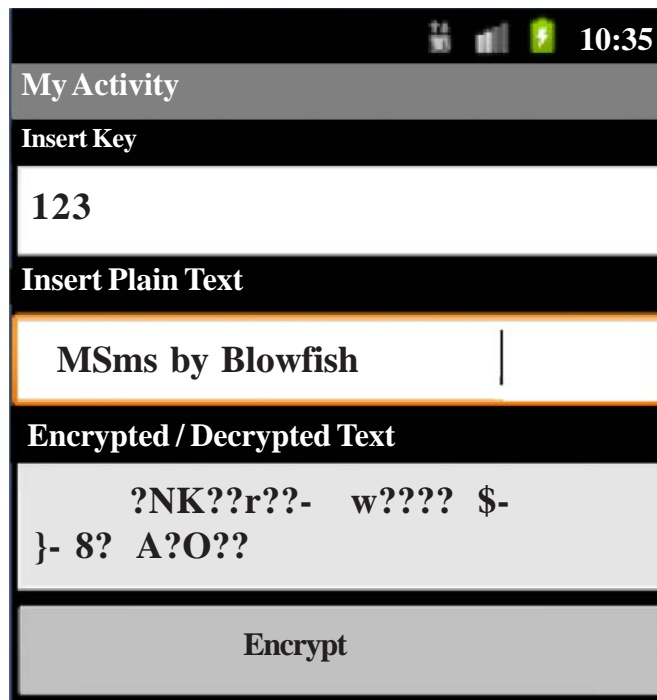 10:35
My Activity
Insert Key
123
Insert Plain Text
MSms by Blowfish
Encrypted / Decrypted Text
?NK??r??- w???? $-
}- 8? A?O??
Encrypt